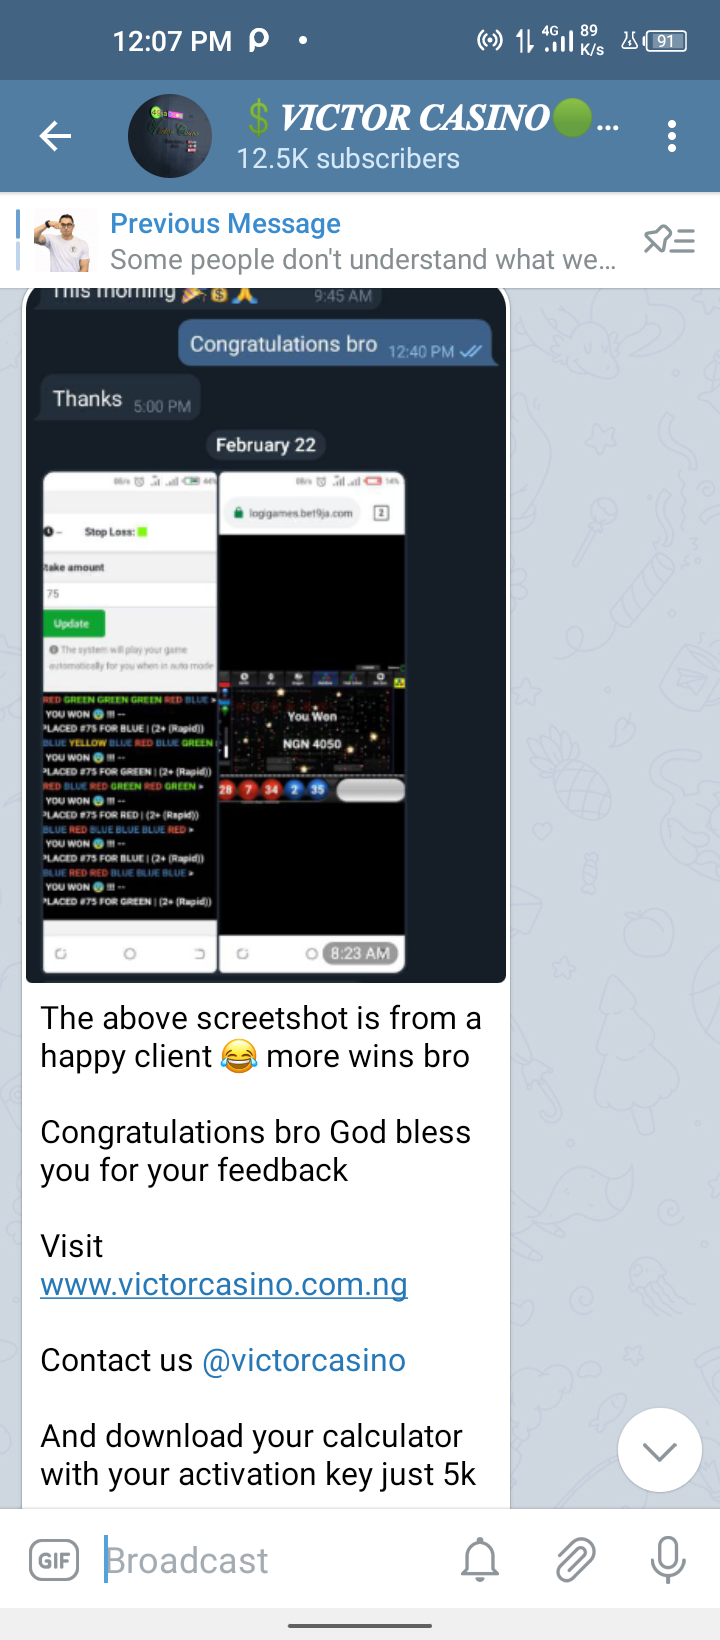 12:07 PM
4G 89 K/s 91
$ VICTOR CASINO...
12.5K subscribers
Previous Message
Some people don't understand what we...
This morning 9:45 AM
Congratulations bro 12:40 PM
Thanks 5:00 PM
February 22
Stop Loss:
take amount
75
Update
The system will play your game
automatically for you when in auto mode
RED GREEN GREEN GREEN RED BLUE >
YOU WON !!! --
PLACED #75 FOR BLUE | (2+ (Rapid))
BLUE YELLOW BLUE RED BLUE GREEN
YOU WON !!! --
PLACED #75 FOR GREEN | (2+ (Rapid))
RED BLUE RED GREEN RED GREEN >
YOU WON !!! --
PLACED #75 FOR RED | (2+ (Rapid))
BLUE RED BLUE BLUE BLUE RED >
YOU WON !!! --
PLACED #75 FOR BLUE | (2+ (Rapid))
BLUE RED RED BLUE BLUE BLUE >
YOU WON !!! --
PLACED #75 FOR GREEN | (2+ (Rapid))
logigames.bet9ja.com 2
You Won
NGN 4050
28 7 34 2 35
8:23 AM
The above screetshot is from a
happy client 😂 more wins bro
Congratulations bro God bless
you for your feedback
Visit
www.victorcasino.com.ng
Contact us @victorcasino
And download your calculator
with your activation key just 5k
GIF Broadcast